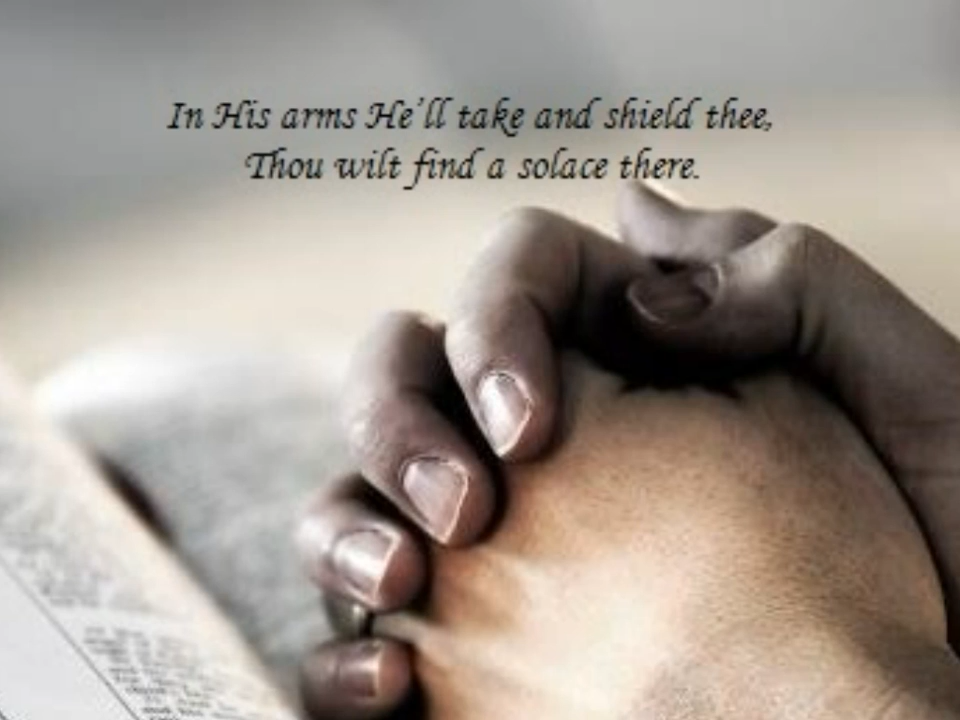 In His arms He'll take and shield thee,
Thou wilt find a solace there.